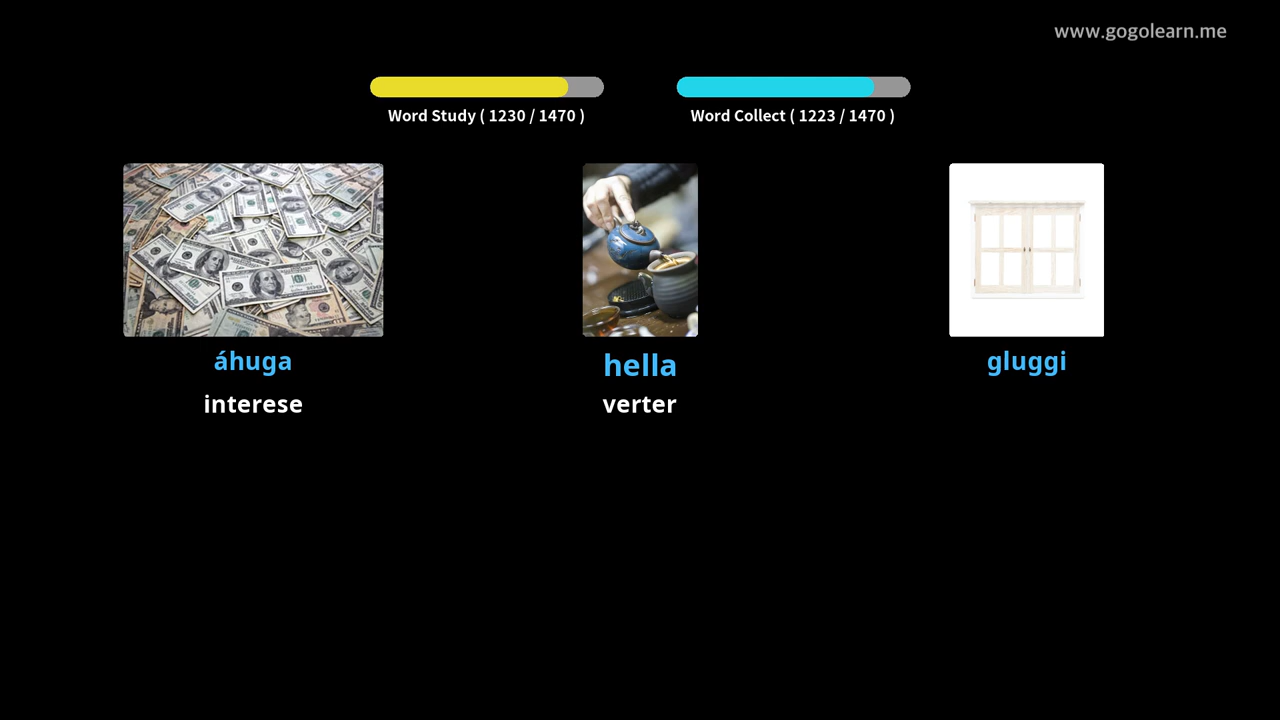 www.gogolearn.me
Word Study ( 1230 / 1470 )
Word Collect ( 1223 / 1470 )
áhuga
hella
gluggi
interese
verter